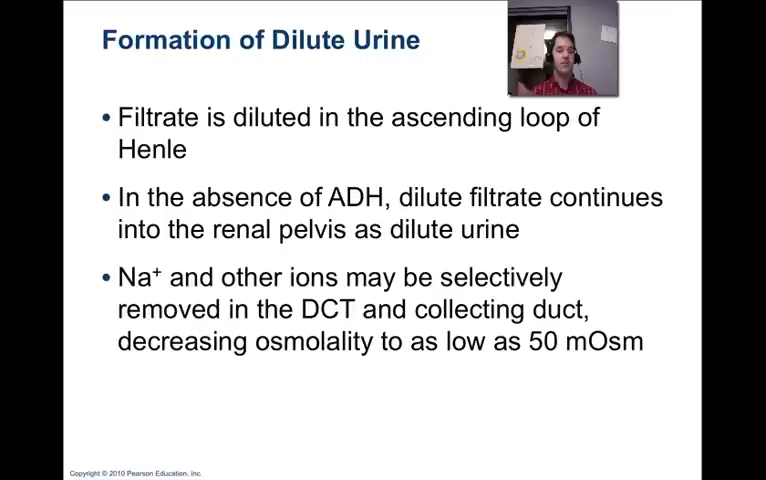 Formation of Dilute Urine
• Filtrate is diluted in the ascending loop of
Henle
• In the absence of ADH, dilute filtrate continues
into the renal pelvis as dilute urine
• Na⁺ and other ions may be selectively
removed in the DCT and collecting duct,
decreasing osmolality to as low as 50 mOsm
Copyright © 2010 Pearson Education, Inc.